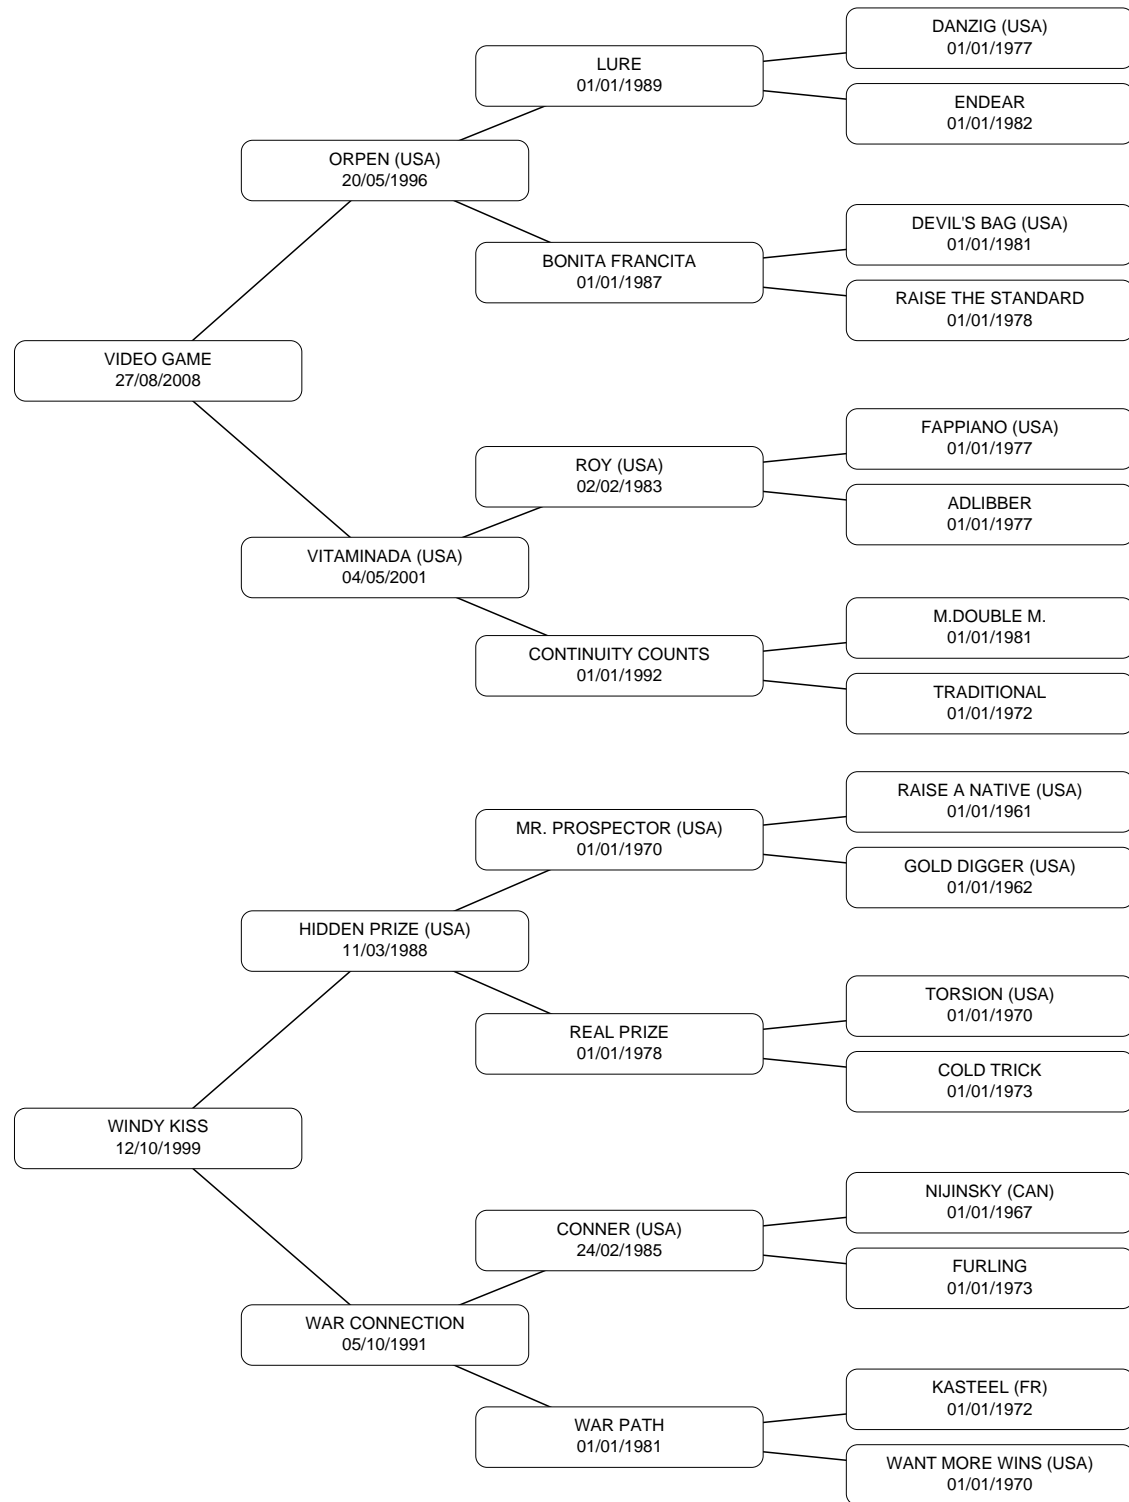 DANZIG (USA)
01/01/1977
LURE
01/01/1989
ENDEAR
01/01/1982
ORPEN (USA)
20/05/1996
DEVIL'S BAG (USA)
01/01/1981
BONITA FRANCITA
01/01/1987
RAISE THE STANDARD
01/01/1978
VIDEO GAME
27/08/2008
FAPPIANO (USA)
01/01/1977
ROY (USA)
02/02/1983
ADLIBBER
01/01/1977
VITAMINADA (USA)
04/05/2001
M.DOUBLE M.
01/01/1981
CONTINUITY COUNTS
01/01/1992
TRADITIONAL
01/01/1972
RAISE A NATIVE (USA)
01/01/1961
MR. PROSPECTOR (USA)
01/01/1970
GOLD DIGGER (USA)
01/01/1962
HIDDEN PRIZE (USA)
11/03/1988
TORSION (USA)
01/01/1970
REAL PRIZE
01/01/1978
COLD TRICK
01/01/1973
WINDY KISS
12/10/1999
NIJINSKY (CAN)
01/01/1967
CONNER (USA)
24/02/1985
FURLING
01/01/1973
WAR CONNECTION
05/10/1991
KASTEEL (FR)
01/01/1972
WAR PATH
01/01/1981
WANT MORE WINS (USA)
01/01/1970